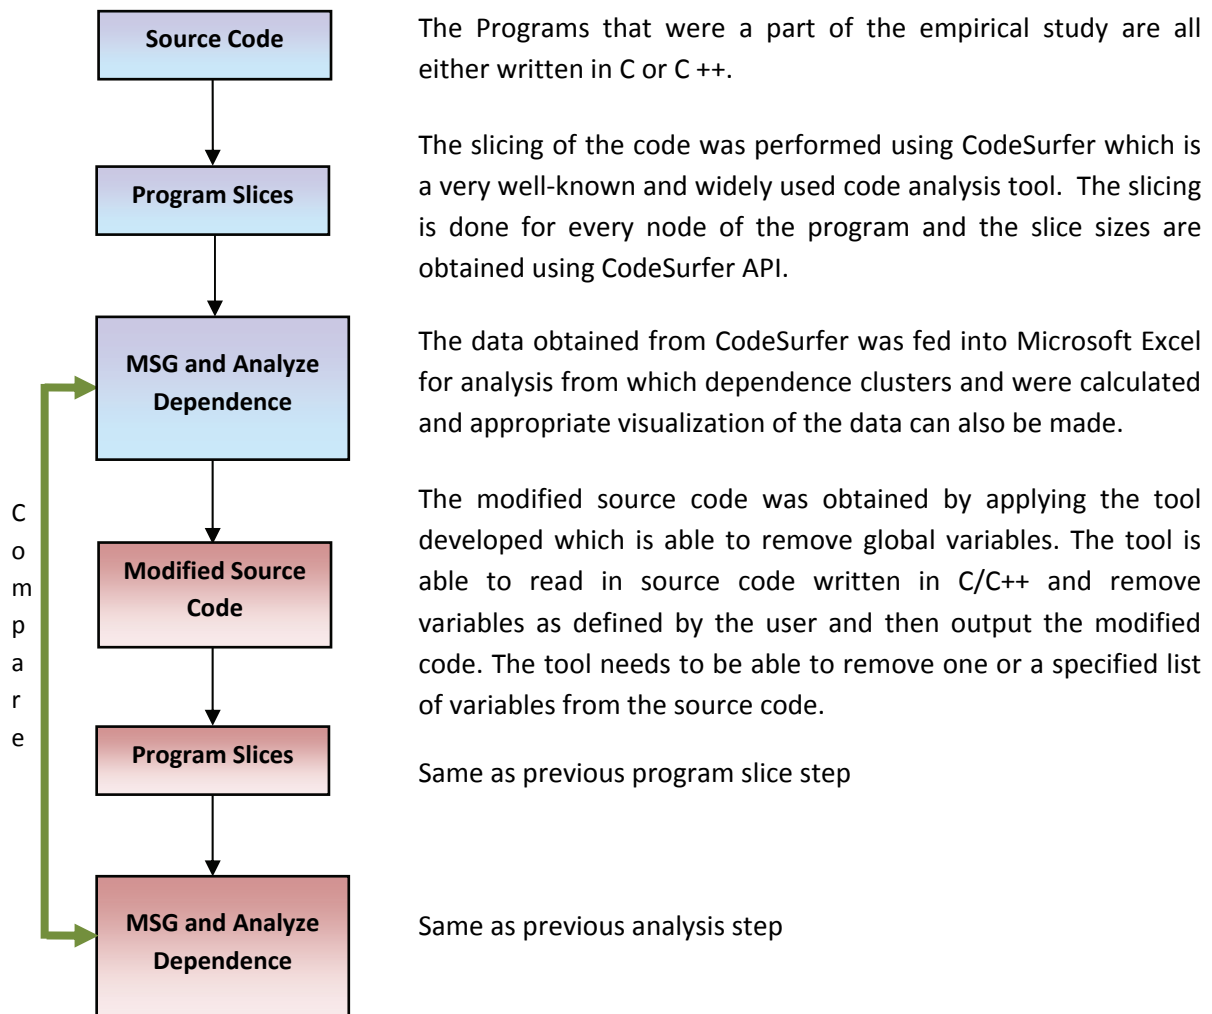 Source Code
The Programs that were a part of the empirical study are all
either written in C or C ++.
Program Slices
The slicing of the code was performed using CodeSurfer which is
a very well-known and widely used code analysis tool. The slicing
is done for every node of the program and the slice sizes are
obtained using CodeSurfer API.
MSG and Analyze
Dependence
The data obtained from CodeSurfer was fed into Microsoft Excel
for analysis from which dependence clusters and were calculated
and appropriate visualization of the data can also be made.
C
o
m
p
a
r
e
Modified Source
Code
The modified source code was obtained by applying the tool
developed which is able to remove global variables. The tool is
able to read in source code written in C/C++ and remove
variables as defined by the user and then output the modified
code. The tool needs to be able to remove one or a specified list
of variables from the source code.
Program Slices
Same as previous program slice step
MSG and Analyze
Dependence
Same as previous analysis step